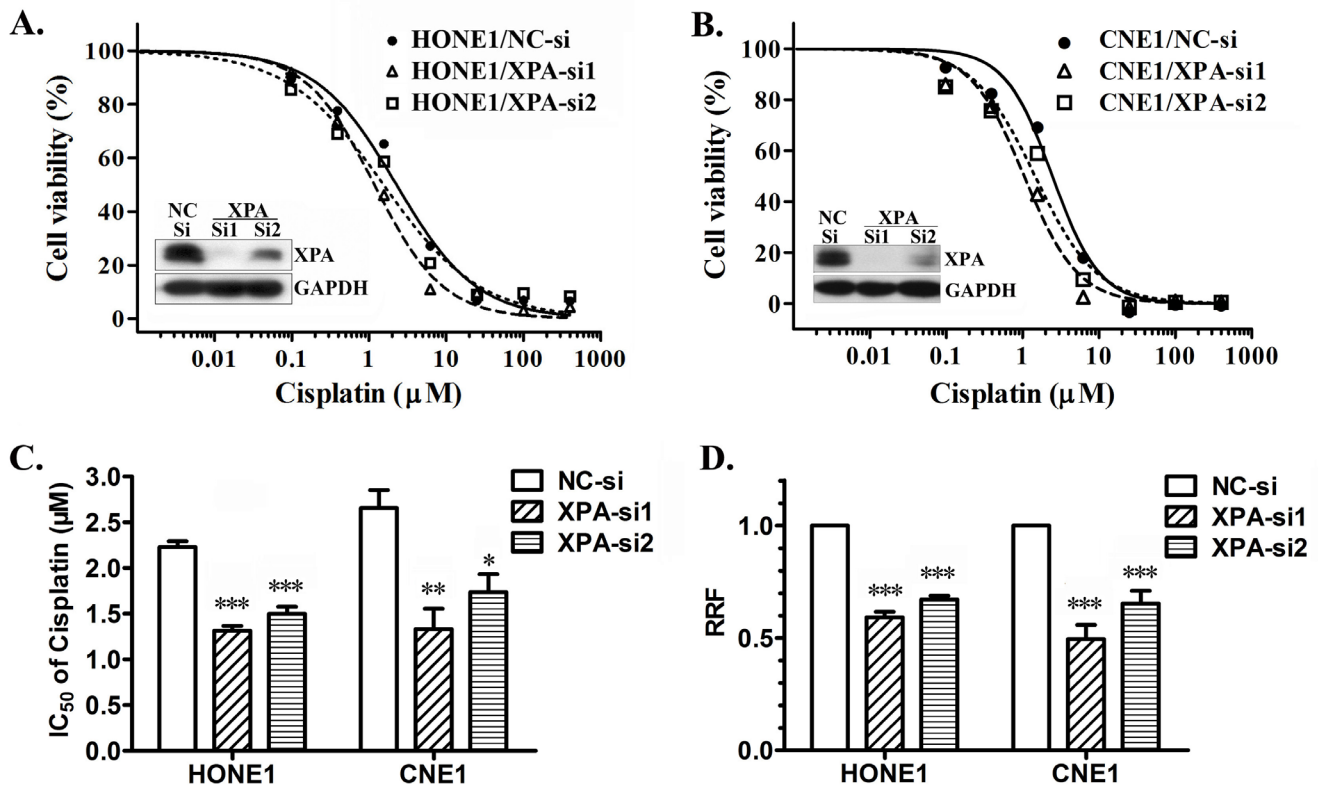 A.
HONE1/NC-si
HONE1/XPA-si1
HONE1/XPA-si2
Cell viability (%)
100
80
60
40
20
0
NC XPA
Si Si1 Si2
XPA
GAPDH
0.01 0.1 1 10 100 1000
Cisplatin (μM)
B.
CNE1/NC-si
CNE1/XPA-si1
CNE1/XPA-si2
Cell viability (%)
100
80
60
40
20
0
NC XPA
Si Si1 Si2
XPA
GAPDH
0.01 0.1 1 10 100 1000
Cisplatin (μM)
C.
NC-si
XPA-si1
XPA-si2
IC50 of Cisplatin (μM)
3.0
2.5
2.0
1.5
1.0
0.5
0.0
*** *** ** *
HONE1 CNE1
D.
NC-si
XPA-si1
XPA-si2
RRF
1.0
0.5
0.0
*** *** *** ***
HONE1 CNE1